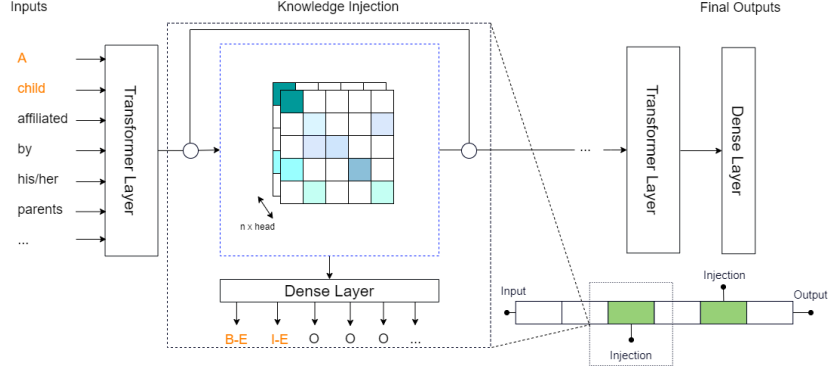 Inputs
Knowledge Injection
Final Outputs
A
child
affiliated
by
his/her
parents
...
Transformer Layer
n x head
Dense Layer
B-E
I-E
O
O
O
...
...
Transformer Layer
Dense Layer
Injection
Input
Output
Injection